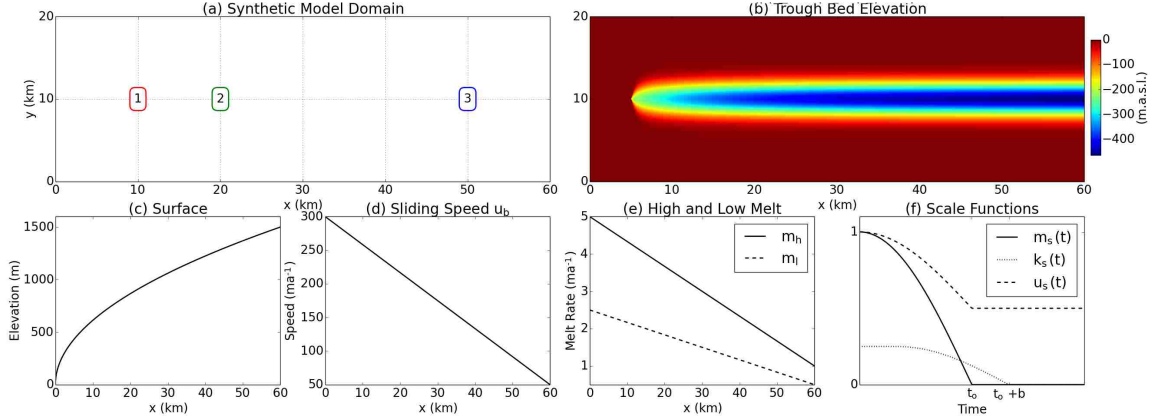 (a) Synthetic Model Domain
20
10
0
y (km)
1
2
3
0 10 20 30 40 50 60
x (km)
(b) Trough Bed Elevation
20
10
0
0 10 20 30 40 50 60
x (km)
0
−100
−200
−300
−400
(m.a.s.l.)
(c) Surface
1500
1000
500
0
Elevation (m)
0 10 20 30 40 50 60
x (km)
(d) Sliding Speed u_b
300
250
200
150
100
50
Speed (ma⁻¹)
0 10 20 30 40 50 60
x (km)
(e) High and Low Melt
m_h
m_l
5
4
3
2
1
Melt Rate (ma⁻¹)
0 10 20 30 40 50 60
x (km)
(f) Scale Functions
m_s(t)
k_s(t)
u_s(t)
1
0
t_o t_o +b
Time